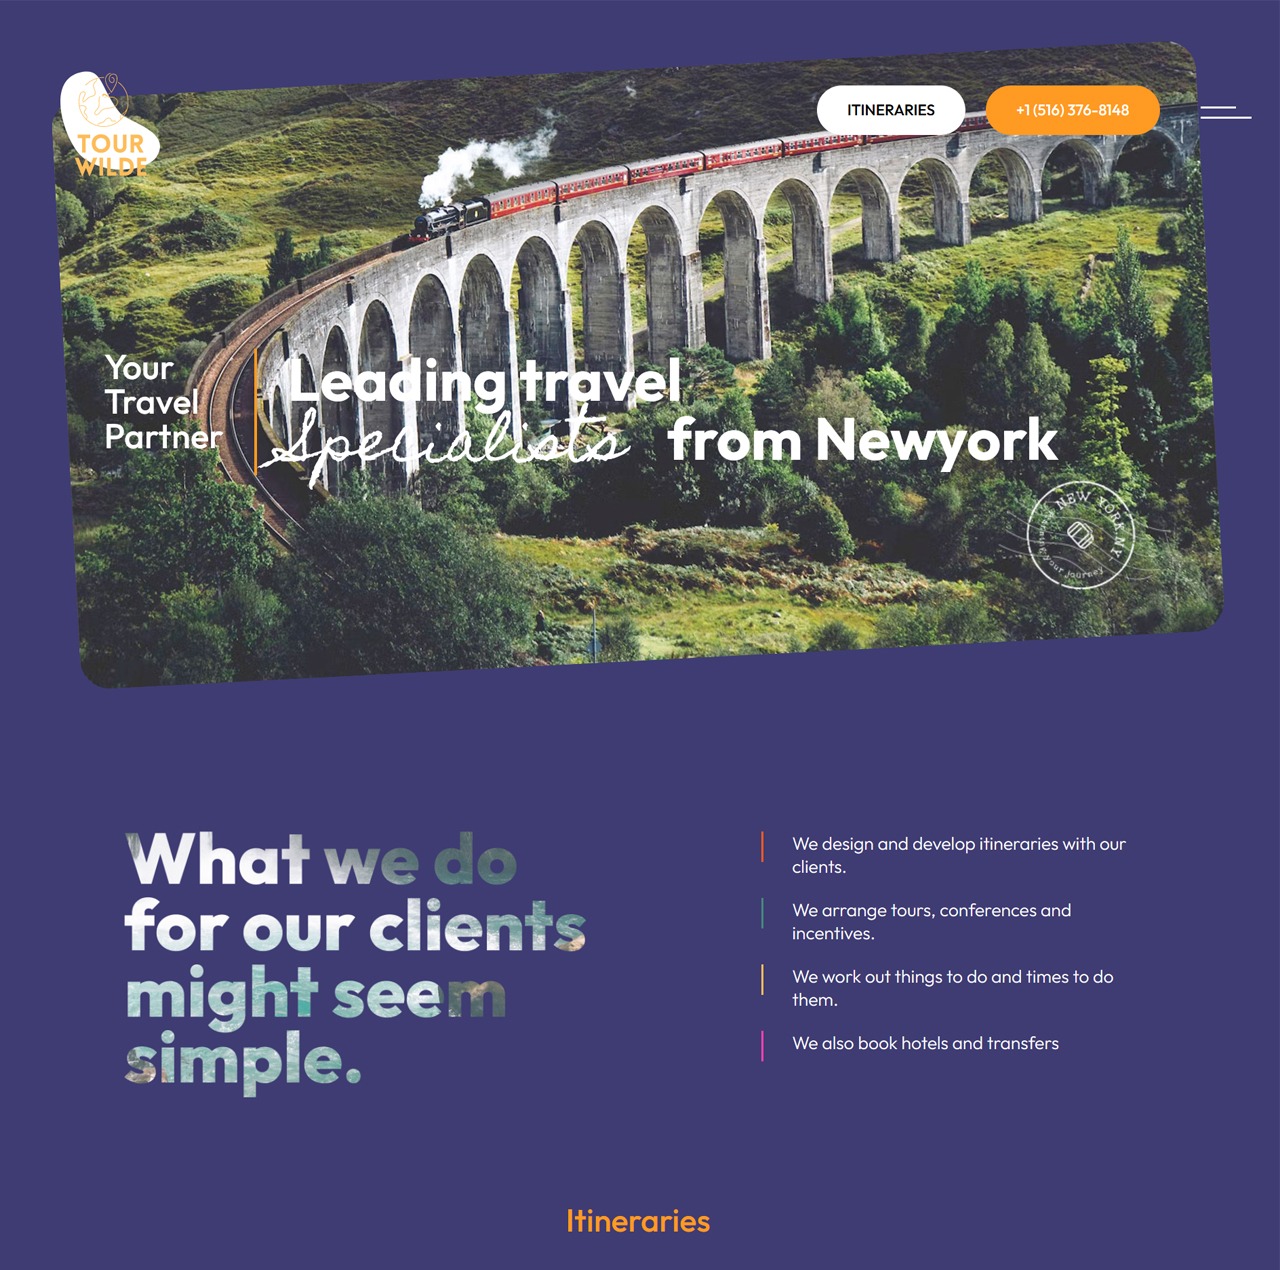 TOUR
WILDE
ITINERARIES
+1 (516) 376-8148
Your
Travel
Partner
Leading travel
Specialists from Newyork
NEW YORK NY
your journey
What we do
for our clients
might seem
simple.
We design and develop itineraries with our
clients.
We arrange tours, conferences and
incentives.
We work out things to do and times to do
them.
We also book hotels and transfers
Itineraries